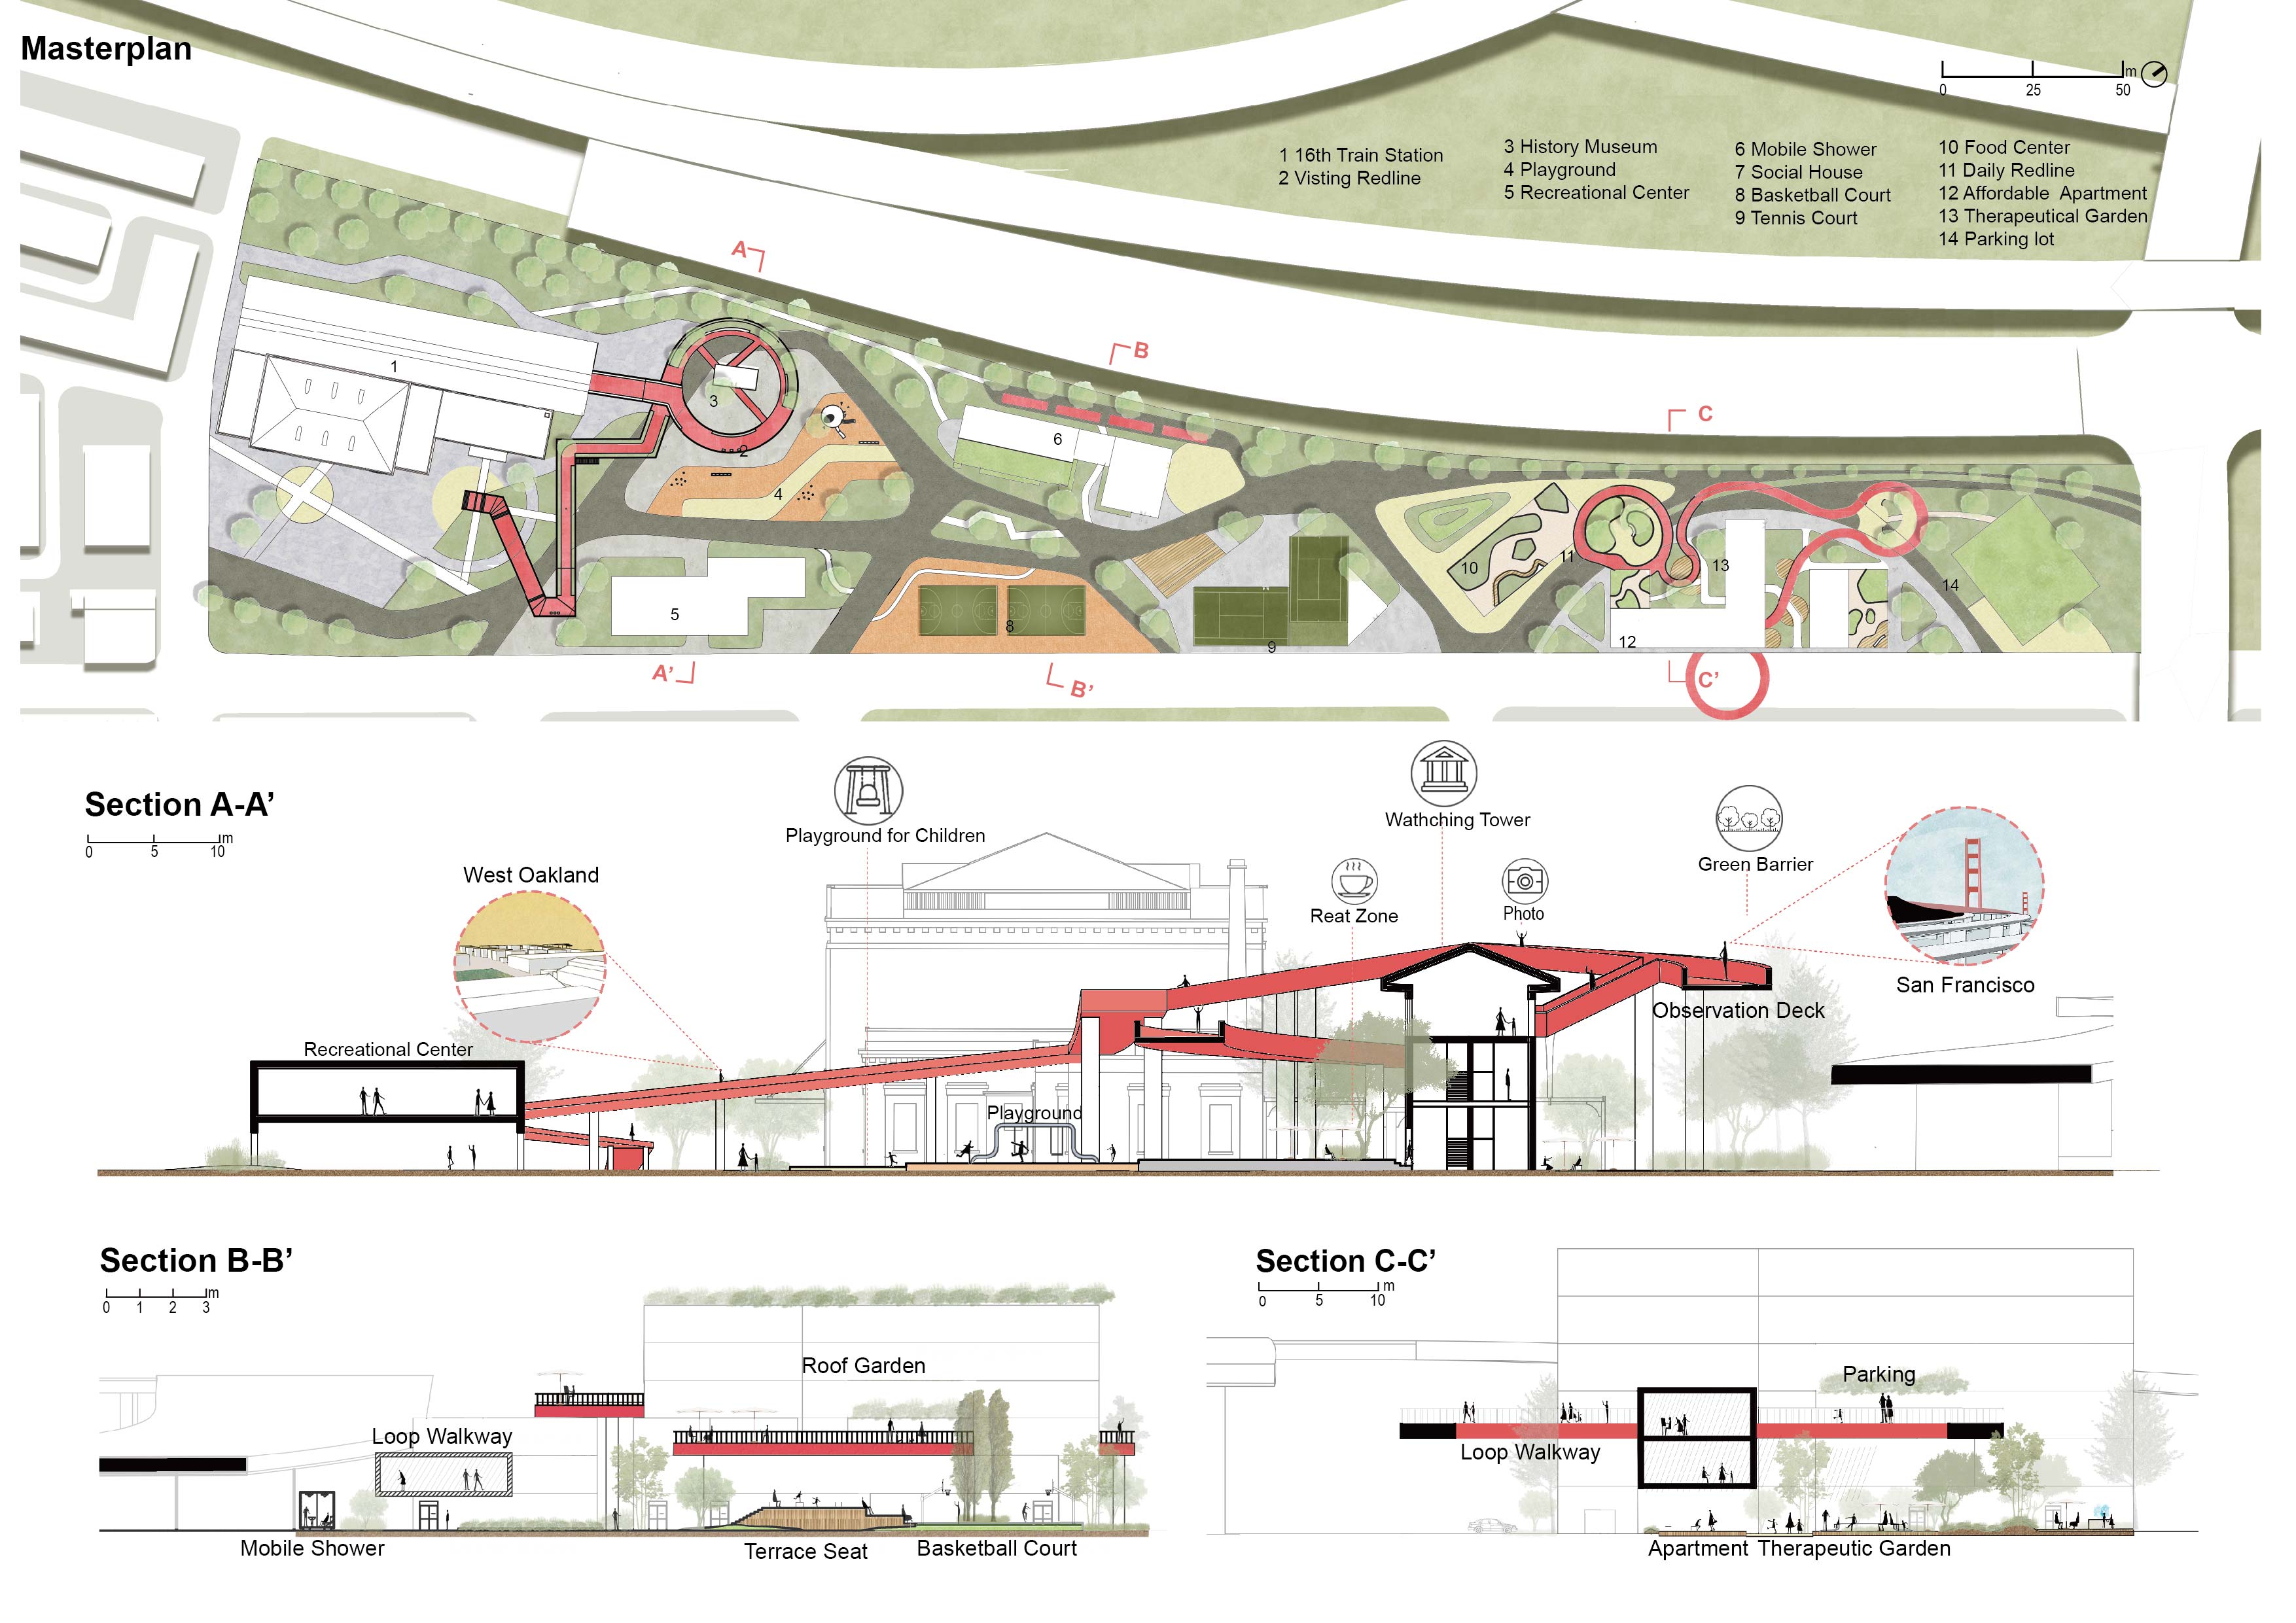 Masterplan
m
0 25 50
1 16th Train Station
2 Visting Redline
3 History Museum
4 Playground
5 Recreational Center
6 Mobile Shower
7 Social House
8 Basketball Court
9 Tennis Court
10 Food Center
11 Daily Redline
12 Affordable Apartment
13 Therapeutical Garden
14 Parking lot
A
B
C
1
3
2
4
6
5
8
9
10
11
13
12
14
A’
B’
C’
Section A-A’
m
0 5 10
West Oakland
Playground for Children
Wathching Tower
Reat Zone
Photo
Green Barrier
San Francisco
Observation Deck
Recreational Center
Playground
Section B-B’
m
0 1 2 3
Roof Garden
Loop Walkway
Mobile Shower
Terrace Seat
Basketball Court
Section C-C’
m
0 5 10
Parking
Loop Walkway
Apartment
Therapeutic Garden